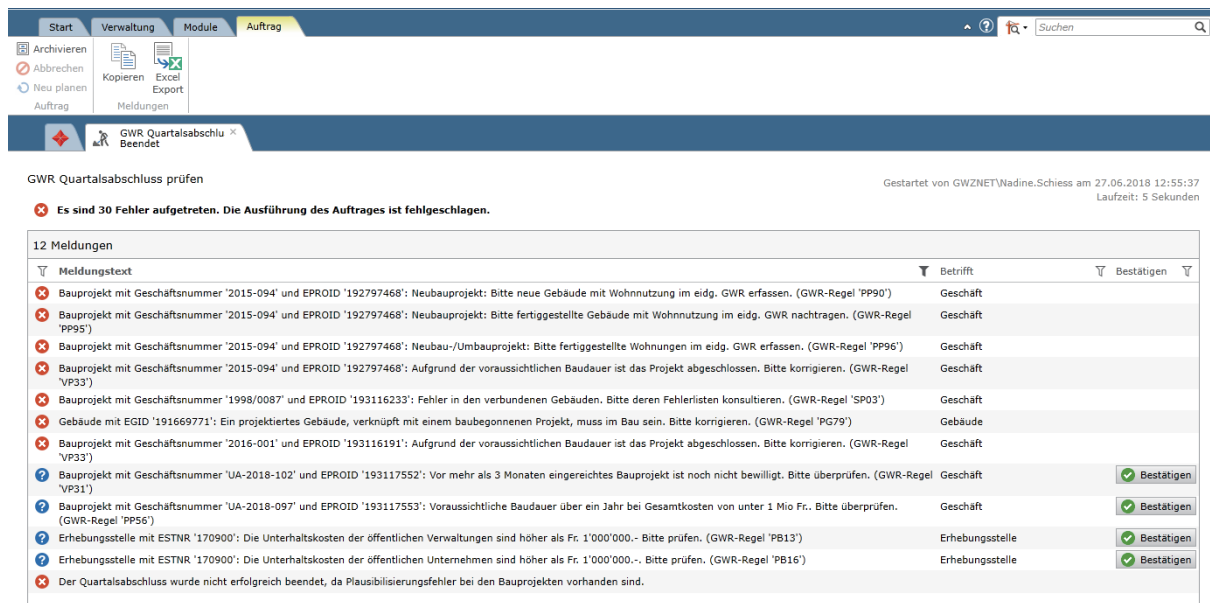 Start Verwaltung Module Auftrag
Suchen
Archivieren
Abbrechen
Neu planen
Auftrag
Kopieren Excel
Export
Meldungen
GWR Quartalsabschlu
Beendet
GWR Quartalsabschluss prüfen
Gestartet von GWZNET\Nadine.Schiess am 27.06.2018 12:55:37
Laufzeit: 5 Sekunden
Es sind 30 Fehler aufgetreten. Die Ausführung des Auftrages ist fehlgeschlagen.
12 Meldungen
Meldungstext Betrifft Bestätigen
Bauprojekt mit Geschäftsnummer '2015-094' und EPROID '192797468': Neubauprojekt: Bitte neue Gebäude mit Wohnnutzung im eidg. GWR erfassen. (GWR-Regel 'PP90') Geschäft
Bauprojekt mit Geschäftsnummer '2015-094' und EPROID '192797468': Neubauprojekt: Bitte fertiggestellte Gebäude mit Wohnnutzung im eidg. GWR nachtragen. (GWR-Regel Geschäft
'PP95')
Bauprojekt mit Geschäftsnummer '2015-094' und EPROID '192797468': Neubau-/Umbauprojekt: Bitte fertiggestellte Wohnungen im eidg. GWR erfassen. (GWR-Regel 'PP96') Geschäft
Bauprojekt mit Geschäftsnummer '2015-094' und EPROID '192797468': Aufgrund der voraussichtlichen Baudauer ist das Projekt abgeschlossen. Bitte korrigieren. (GWR-Regel Geschäft
'VP33')
Bauprojekt mit Geschäftsnummer '1998/0087' und EPROID '193116233': Fehler in den verbundenen Gebäuden. Bitte deren Fehlerlisten konsultieren. (GWR-Regel 'SP03') Geschäft
Gebäude mit EGID '191669771': Ein projektiertes Gebäude, verknüpft mit einem baubegonnenen Projekt, muss im Bau sein. Bitte korrigieren. (GWR-Regel 'PG79') Gebäude
Bauprojekt mit Geschäftsnummer '2016-001' und EPROID '193116191': Aufgrund der voraussichtlichen Baudauer ist das Projekt abgeschlossen. Bitte korrigieren. (GWR-Regel Geschäft
'VP33')
Bauprojekt mit Geschäftsnummer 'UA-2018-102' und EPROID '193117552': Vor mehr als 3 Monaten eingereichtes Bauprojekt ist noch nicht bewilligt. Bitte überprüfen. (GWR-Regel Geschäft Bestätigen
'VP31')
Bauprojekt mit Geschäftsnummer 'UA-2018-097' und EPROID '193117553': Voraussichtliche Baudauer über ein Jahr bei Gesamtkosten von unter 1 Mio Fr.. Bitte überprüfen. Geschäft Bestätigen
(GWR-Regel 'PP56')
Erhebungsstelle mit ESTNR '170900': Die Unterhaltskosten der öffentlichen Verwaltungen sind höher als Fr. 1'000'000.- Bitte prüfen. (GWR-Regel 'PB13') Erhebungsstelle Bestätigen
Erhebungsstelle mit ESTNR '170900': Die Unterhaltskosten der öffentlichen Unternehmen sind höher als Fr. 1'000'000.-. Bitte prüfen. (GWR-Regel 'PB16') Erhebungsstelle Bestätigen
Der Quartalsabschluss wurde nicht erfolgreich beendet, da Plausibilisierungsfehler bei den Bauprojekten vorhanden sind.